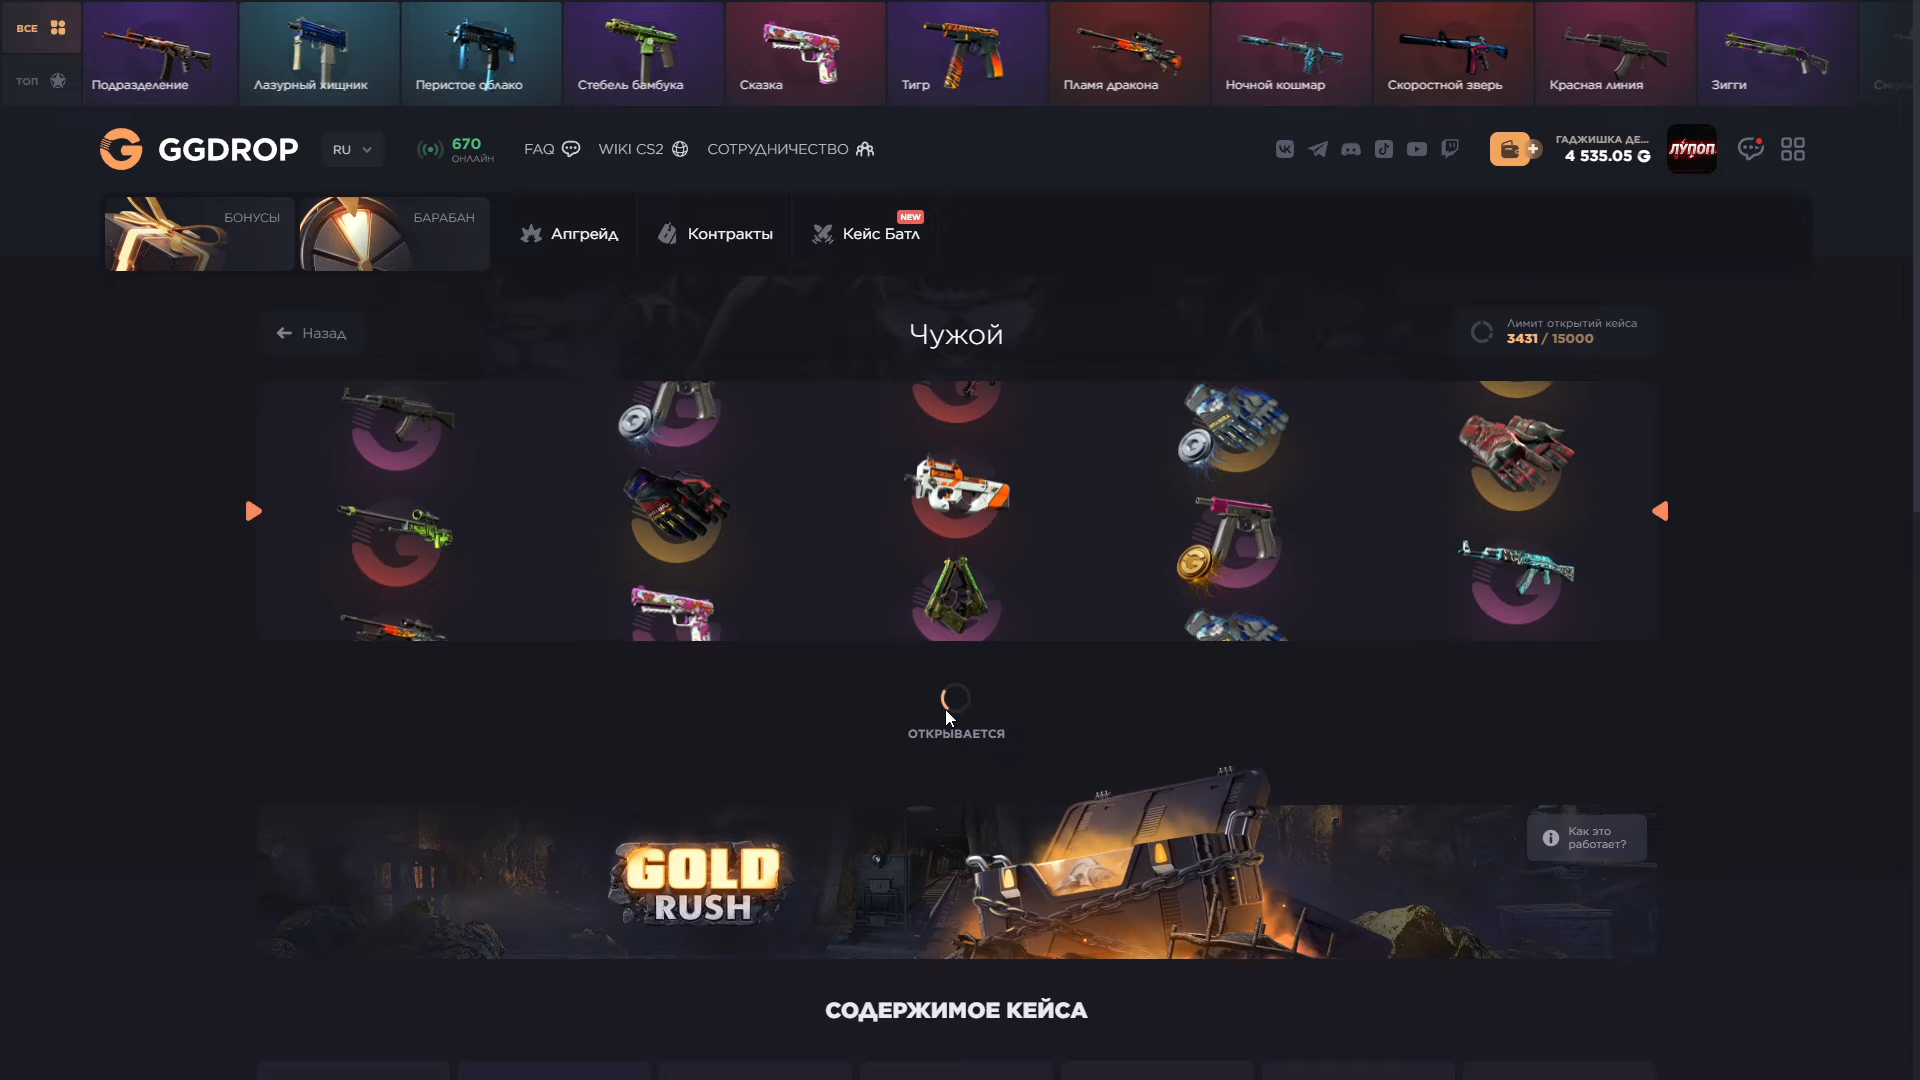 ВСЕ
ТОП
Подразделение
Лазурный хищник
Перистое облако
Стебель бамбука
Сказка
Тигр
Пламя дракона
Ночной кошмар
Скоростной зверь
Красная линия
Зигги
GGDROP
RU
670
ОНЛАЙН
FAQ
WIKI CS2
СОТРУДНИЧЕСТВО
ГАДЖИШКА ДЕ...
4 535.05 G
ЛУПОП
БОНУСЫ
БАРАБАН
Апгрейд
Контракты
Кейс Батл
NEW
Назад
Чужой
Лимит открытий кейса
3431 / 15000
ОТКРЫВАЕТСЯ
GOLD
RUSH
Как это
работает?
СОДЕРЖИМОЕ КЕЙСА